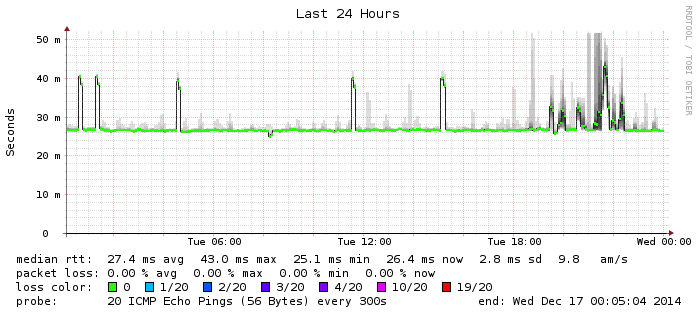 Last 24 Hours
RRDTOOL / TOBI OETIKER
Seconds
50 m
40 m
30 m
20 m
10 m
0
Tue 06:00 Tue 12:00 Tue 18:00 Wed 00:00
median rtt: 27.4 ms avg 43.0 ms max 25.1 ms min 26.4 ms now 2.8 ms sd 9.8 am/s
packet loss: 0.00 % avg 0.00 % max 0.00 % min 0.00 % now
loss color: 0 1/20 2/20 3/20 4/20 10/20 19/20
probe: 20 ICMP Echo Pings (56 Bytes) every 300s end: Wed Dec 17 00:05:04 2014